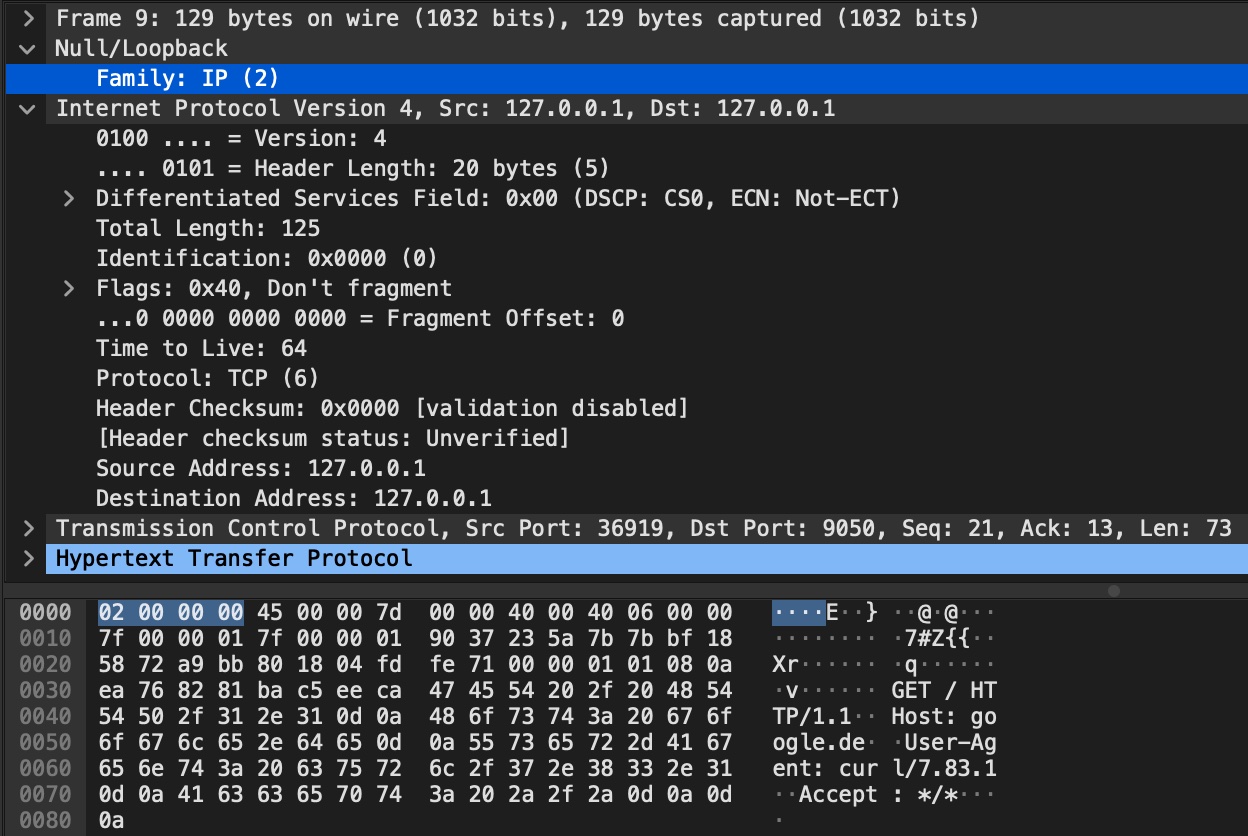 Frame 9: 129 bytes on wire (1032 bits), 129 bytes captured (1032 bits)
Null/Loopback
Family: IP (2)
Internet Protocol Version 4, Src: 127.0.0.1, Dst: 127.0.0.1
0100 .... = Version: 4
.... 0101 = Header Length: 20 bytes (5)
Differentiated Services Field: 0x00 (DSCP: CS0, ECN: Not-ECT)
Total Length: 125
Identification: 0x0000 (0)
Flags: 0x40, Don't fragment
...0 0000 0000 0000 = Fragment Offset: 0
Time to Live: 64
Protocol: TCP (6)
Header Checksum: 0x0000 [validation disabled]
[Header checksum status: Unverified]
Source Address: 127.0.0.1
Destination Address: 127.0.0.1
Transmission Control Protocol, Src Port: 36919, Dst Port: 9050, Seq: 21, Ack: 13, Len: 73
Hypertext Transfer Protocol
0000 02 00 00 00 45 00 00 7d 00 00 40 00 40 06 00 00 ····E··} ··@·@···
0010 7f 00 00 01 7f 00 00 01 90 37 23 5a 7b 7b bf 18 ········ ·7#Z{{··
0020 58 72 a9 bb 80 18 04 fd fe 71 00 00 01 01 08 0a Xr······ ·q······
0030 ea 76 82 81 ba c5 ee ca 47 45 54 20 2f 20 48 54 ·v······ GET / HT
0040 54 50 2f 31 2e 31 0d 0a 48 6f 73 74 3a 20 67 6f TP/1.1·· Host: go
0050 6f 67 6c 65 2e 64 65 0d 0a 55 73 65 72 2d 41 67 ogle.de· ·User-Ag
0060 65 6e 74 3a 20 63 75 72 6c 2f 37 2e 38 33 2e 31 ent: cur l/7.83.1
0070 0d 0a 41 63 63 65 70 74 3a 20 2a 2f 2a 0d 0a 0d ··Accept : */*···
0080 0a ·